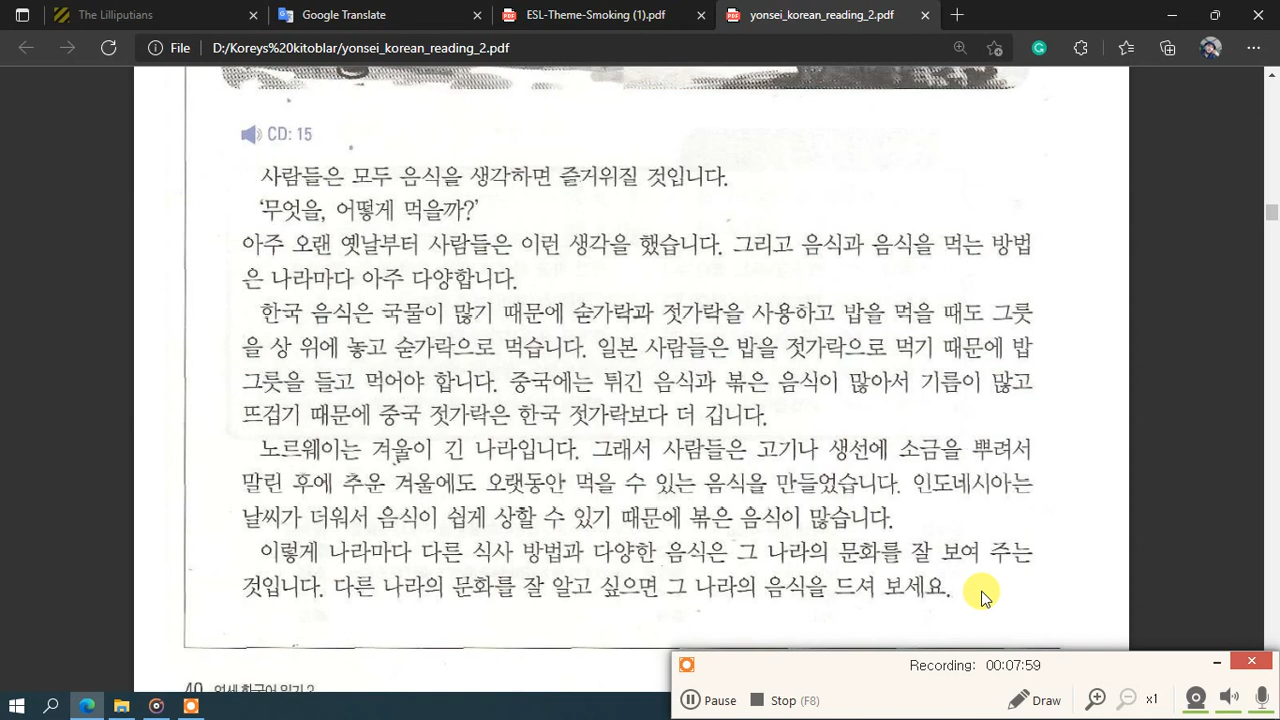 The Lilliputians
Google Translate
ESL-Theme-Smoking (1).pdf
yonsei_korean_reading_2.pdf
File
D:/Koreys%20kitoblar/yonsei_korean_reading_2.pdf
CD: 15
사람들은 모두 음식을 생각하면 즐거워질 것입니다.
‘무엇을, 어떻게 먹을까?’
아주 오랜 옛날부터 사람들은 이런 생각을 했습니다. 그리고 음식과 음식을 먹는 방법
은 나라마다 아주 다양합니다.
한국 음식은 국물이 많기 때문에 숟가락과 젓가락을 사용하고 밥을 먹을 때도 그릇
을 상 위에 놓고 숟가락으로 먹습니다. 일본 사람들은 밥을 젓가락으로 먹기 때문에 밥
그릇을 들고 먹어야 합니다. 중국에는 튀긴 음식과 볶은 음식이 많아서 기름이 많고
뜨겁기 때문에 중국 젓가락은 한국 젓가락보다 더 깁니다.
노르웨이는 겨울이 긴 나라입니다. 그래서 사람들은 고기나 생선에 소금을 뿌려서
말린 후에 추운 겨울에도 오랫동안 먹을 수 있는 음식을 만들었습니다. 인도네시아는
날씨가 더워서 음식이 쉽게 상할 수 있기 때문에 볶은 음식이 많습니다.
이렇게 나라마다 다른 식사 방법과 다양한 음식은 그 나라의 문화를 잘 보여 주는
것입니다. 다른 나라의 문화를 잘 알고 싶으면 그 나라의 음식을 드셔 보세요.
Recording: 00:07:59
40 연세 한국어 읽기 2
Pause
Stop (F8)
Draw
x1